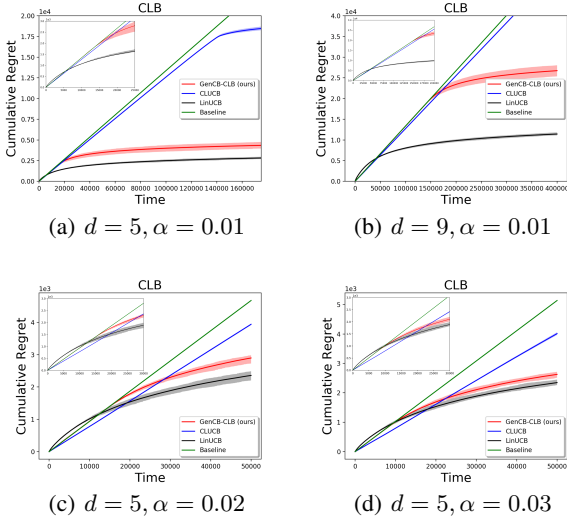 CLB CLB
1e4 1e4
2.00 4.0
1.75 3.5
1.50 3.0
1.25 2.5
1.00 2.0
0.75 1.5
0.50 1.0
0.25 0.5
0.00 0.0
Cumulative Regret Cumulative Regret
GenCB-CLB (ours) GenCB-CLB (ours)
CLUCB CLUCB
LinUCB LinUCB
Baseline Baseline
0 20000 40000 60000 80000 100000 120000 140000 160000 0 50000 100000 150000 200000 250000 300000 350000 400000
Time Time
(a) d = 5, α = 0.01 (b) d = 9, α = 0.01
CLB CLB
1e3 1e3
5
4 4
3 3
2 2
1 1
0 0
Cumulative Regret Cumulative Regret
GenCB-CLB (ours) GenCB-CLB (ours)
CLUCB CLUCB
LinUCB LinUCB
Baseline Baseline
0 10000 20000 30000 40000 50000 0 10000 20000 30000 40000 50000
Time Time
(c) d = 5, α = 0.02 (d) d = 5, α = 0.03